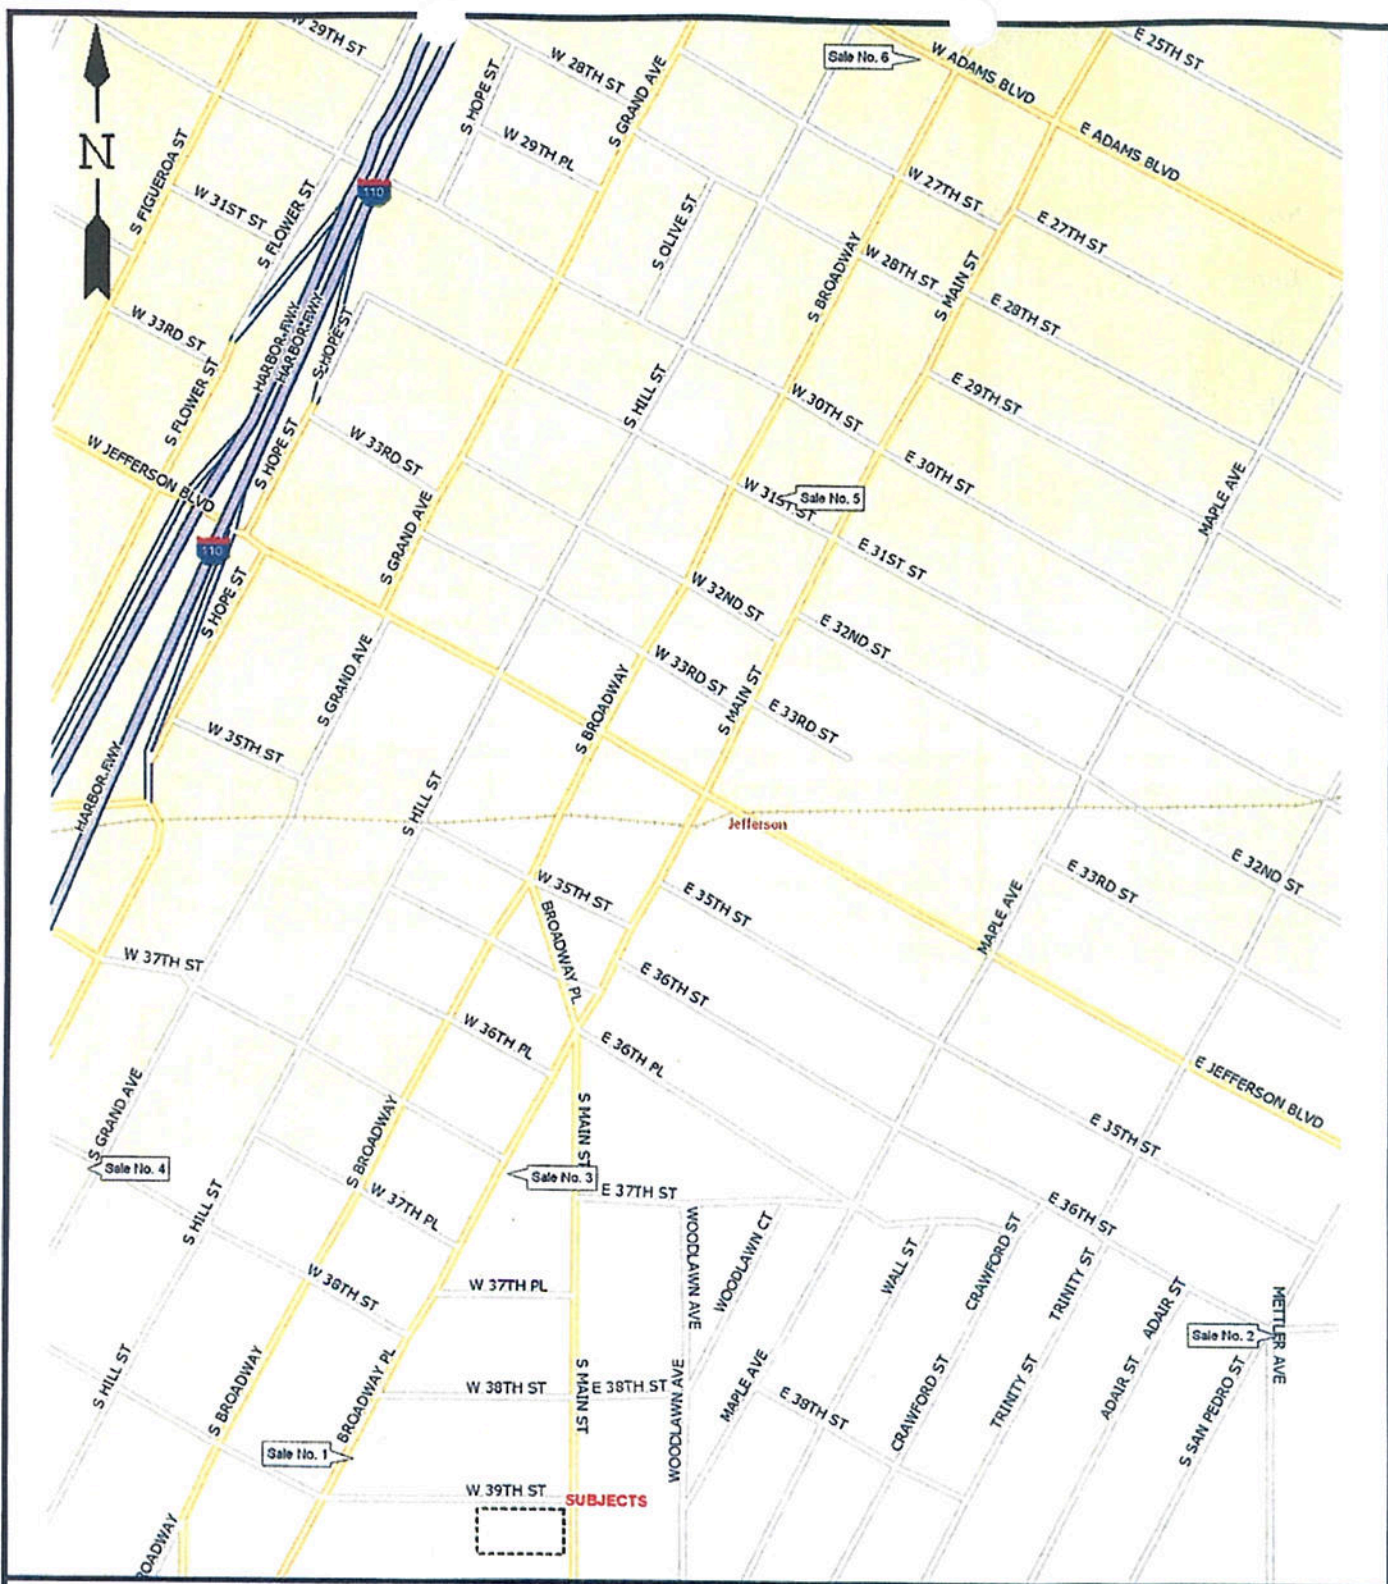 W 29TH ST
W 28TH ST
S HOPE ST
S GRAND AVE
Sale No. 6
W ADAMS BLVD
E 25TH ST
E ADAMS BLVD
N
S FIGUEROA ST
W 29TH PL
110
W 31ST ST
S FLOWER ST
S OLIVE ST
W 27TH ST
E 27TH ST
S BROADWAY
W 28TH ST
S MAIN ST
E 28TH ST
W 33RD ST
HARBOR FWY
HARBOR FWY
S HOPE ST
S FLOWER ST
S HILL ST
W 30TH ST
E 29TH ST
W JEFFERSON BLVD
S HOPE ST
W 33RD ST
E 30TH ST
MAPLE AVE
W 31ST ST
Sale No. 5
S GRAND AVE
110
E 31ST ST
S HOPE ST
W 32ND ST
E 32ND ST
S GRAND AVE
W 33RD ST
S BROADWAY
S MAIN ST
E 33RD ST
W 35TH ST
HARBOR FWY
S HILL ST
Jefferson
E 32ND ST
E 33RD ST
W 35TH ST
E 35TH ST
MAPLE AVE
BROADWAY PL
W 37TH ST
E 36TH ST
W 36TH PL
E 36TH PL
E JEFFERSON BLVD
S GRAND AVE
S BROADWAY
S MAIN ST
E 35TH ST
Sale No. 4
Sale No. 3
S HILL ST
W 37TH PL
E 37TH ST
E 36TH ST
WOODLAWN AVE
WOODLAWN CT
WALL ST
CRAWFORD ST
TRINITY ST
ADAIR ST
W 38TH ST
W 37TH PL
METTLER AVE
Sale No. 2
S HILL ST
S BROADWAY
BROADWAY PL
W 38TH ST
S MAIN ST
E 38TH ST
WOODLAWN AVE
MAPLE AVE
E 38TH ST
CRAWFORD ST
TRINITY ST
ADAIR ST
S SAN PEDRO ST
Sale No. 1
W 39TH ST
SUBJECTS
ROADWAY